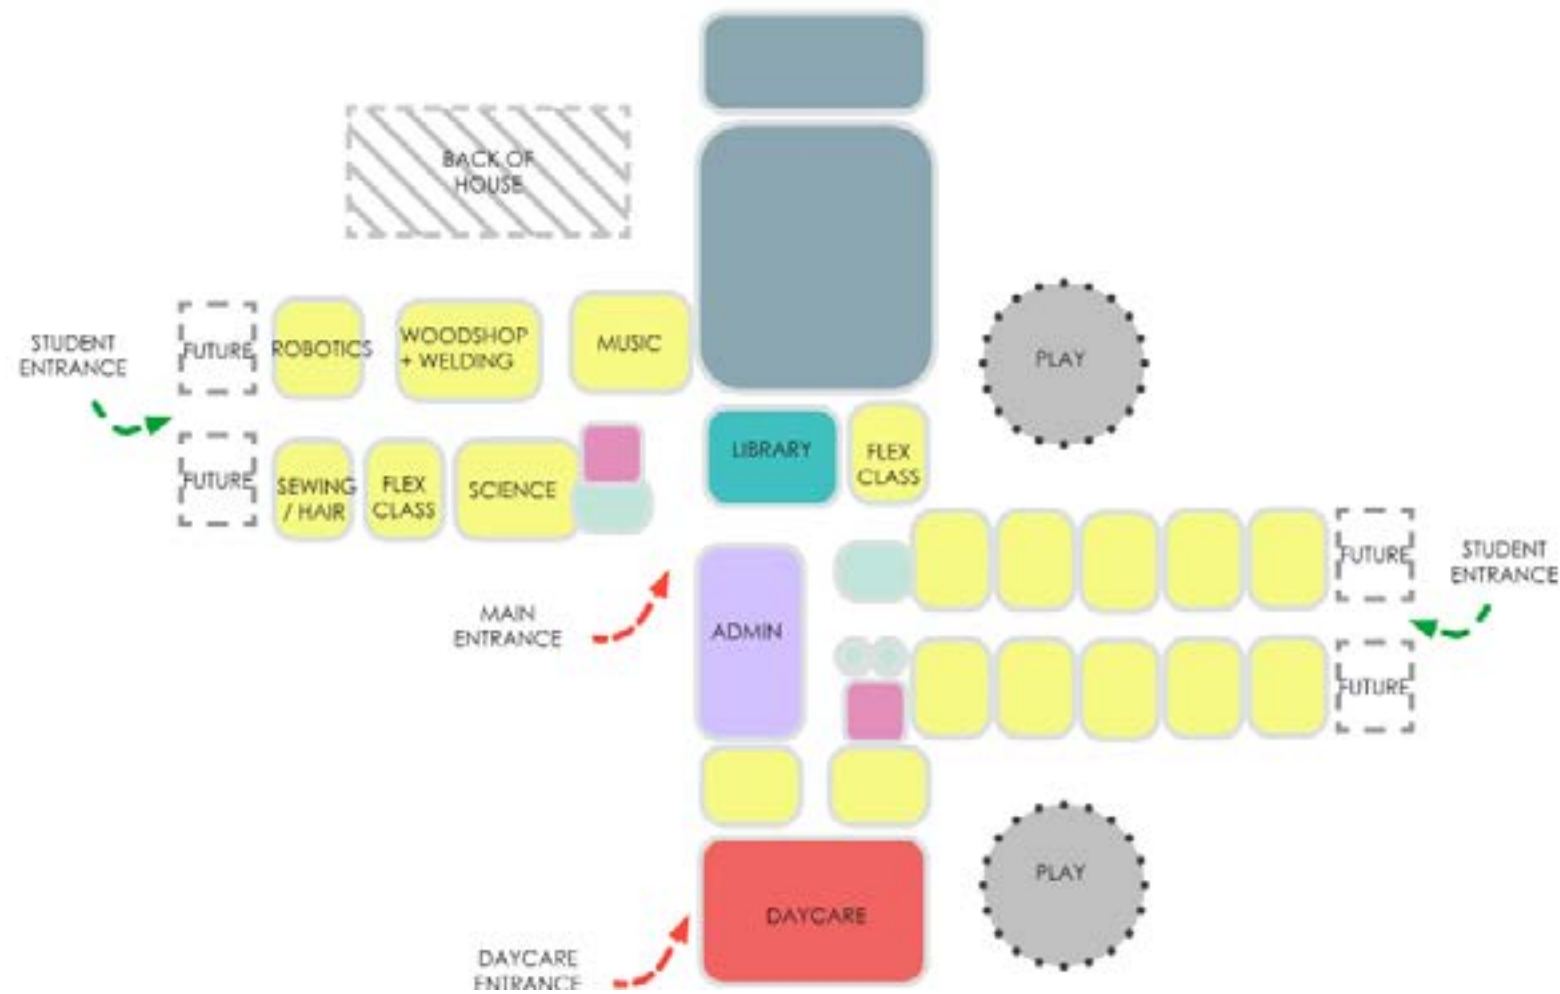 BACK OF
HOUSE
STUDENT
ENTRANCE
FUTURE
ROBOTICS
WOODSHOP
+ WELDING
MUSIC
PLAY
FUTURE
SEWING
/ HAIR
FLEX
CLASS
SCIENCE
LIBRARY
FLEX
CLASS
MAIN
ENTRANCE
ADMIN
FUTURE
STUDENT
ENTRANCE
FUTURE
PLAY
DAYCARE
DAYCARE
ENTRANCE